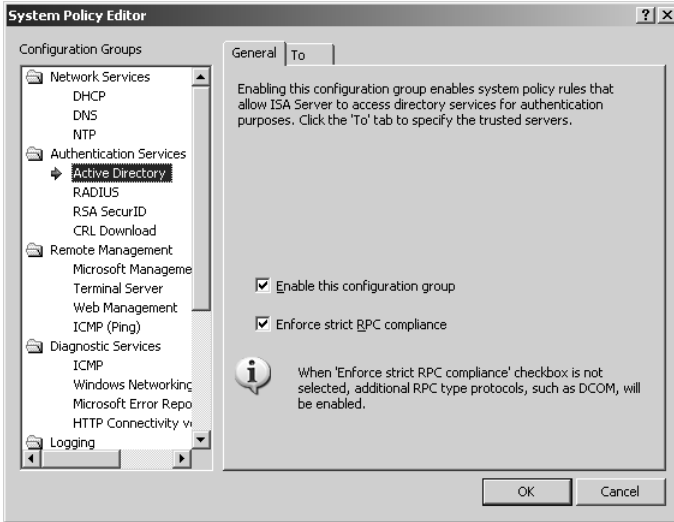 System Policy Editor
Configuration Groups
Network Services
DHCP
DNS
NTP
Authentication Services
Active Directory
RADIUS
RSA SecurID
CRL Download
Remote Management
Microsoft Manageme
Terminal Server
Web Management
ICMP (Ping)
Diagnostic Services
ICMP
Windows Networking
Microsoft Error Repo
HTTP Connectivity v
Logging
General
To
Enabling this configuration group enables system policy rules that
allow ISA Server to access directory services for authentication
purposes. Click the 'To' tab to specify the trusted servers.
Enable this configuration group
Enforce strict RPC compliance
When 'Enforce strict RPC compliance' checkbox is not
selected, additional RPC type protocols, such as DCOM, will
be enabled.
OK
Cancel